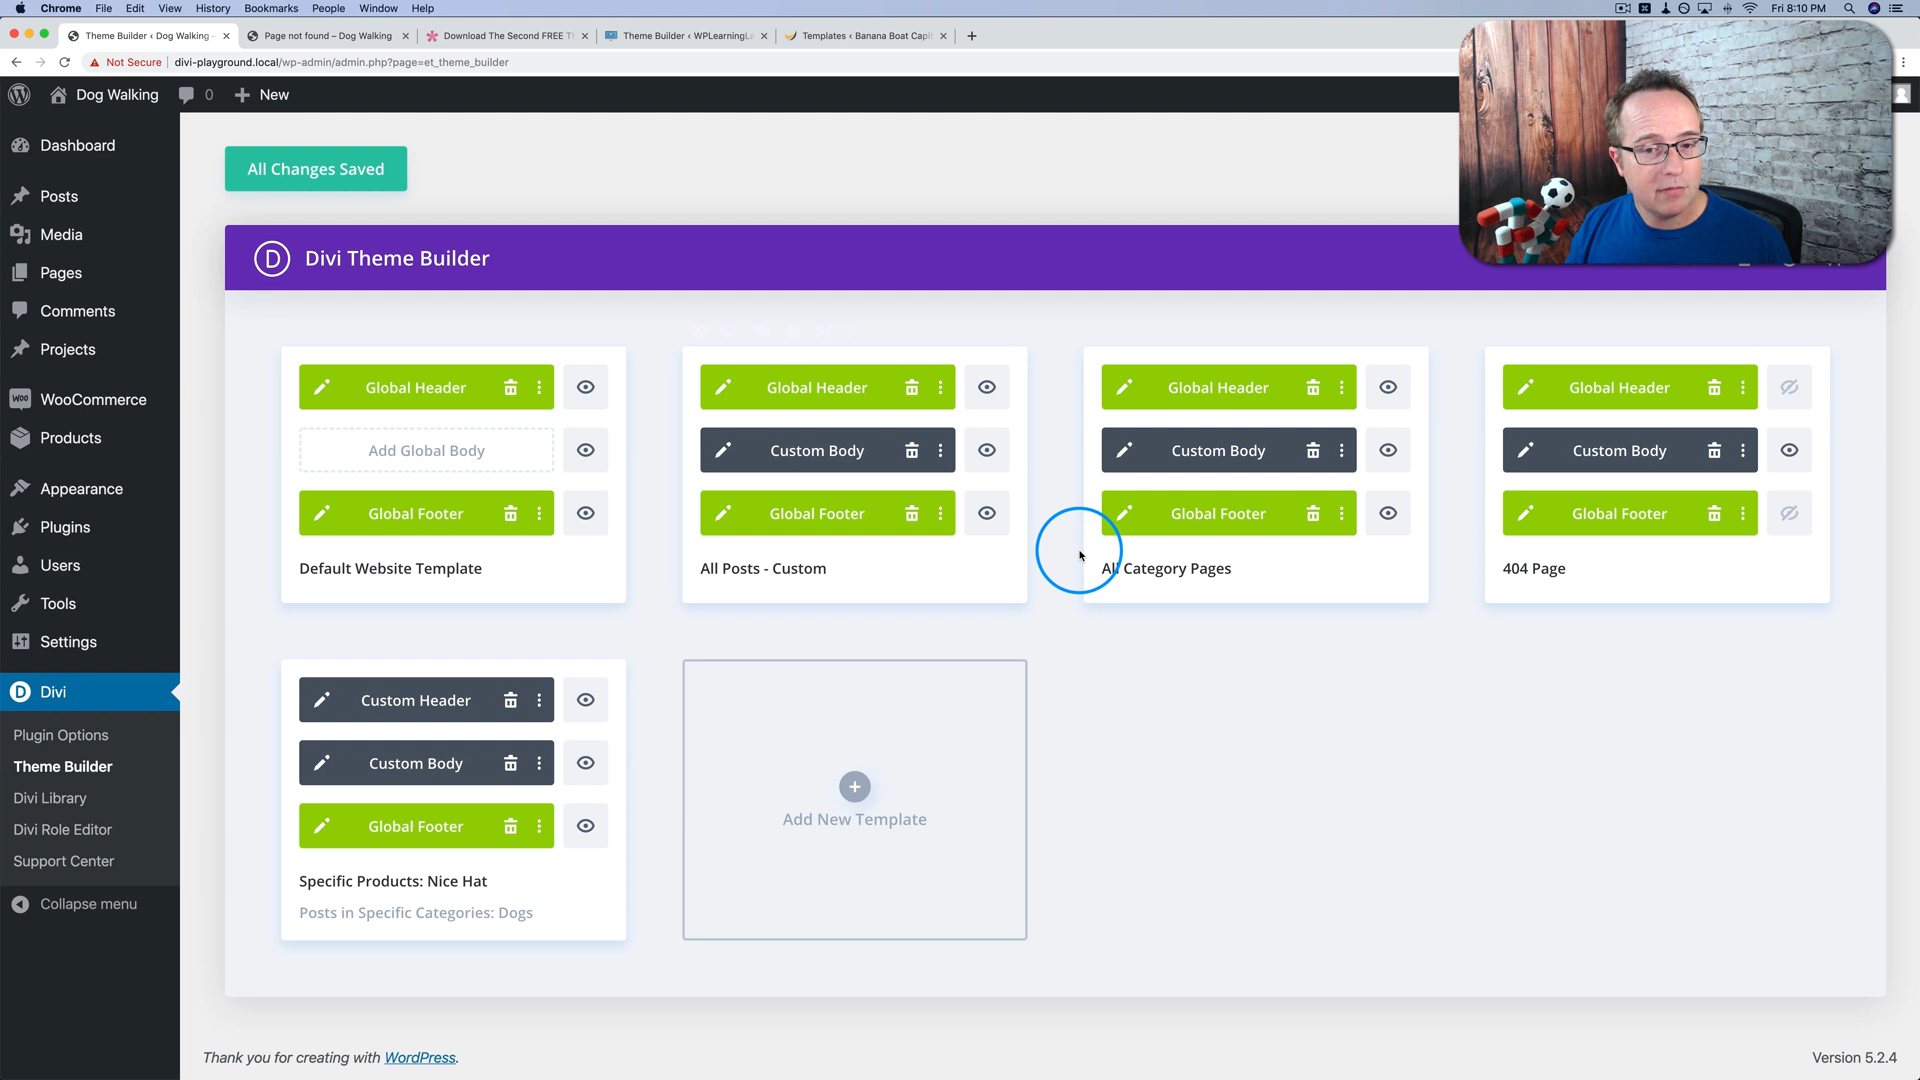 Chrome File Edit View History Bookmarks People Window Help Fri 8:10 PM
Theme Builder ‹ Dog Walking – Page not found – Dog Walking Download The Second FREE T Theme Builder ‹ WPLearningL Templates ‹ Banana Boat Capi
Not Secure divi-playground.local/wp-admin/admin.php?page=et_theme_builder
Dog Walking 0 New
Dashboard
Posts
Media
Pages
Comments
Projects
WooCommerce
Products
Appearance
Plugins
Users
Tools
Settings
Divi
Plugin Options
Theme Builder
Divi Library
Divi Role Editor
Support Center
Collapse menu
All Changes Saved
D Divi Theme Builder
Global Header
Add Global Body
Global Footer
Default Website Template
Global Header
Custom Body
Global Footer
All Posts - Custom
Global Header
Custom Body
Global Footer
All Category Pages
Global Header
Custom Body
Global Footer
404 Page
Custom Header
Custom Body
Global Footer
Specific Products: Nice Hat
Posts in Specific Categories: Dogs
Add New Template
Thank you for creating with WordPress.
Version 5.2.4